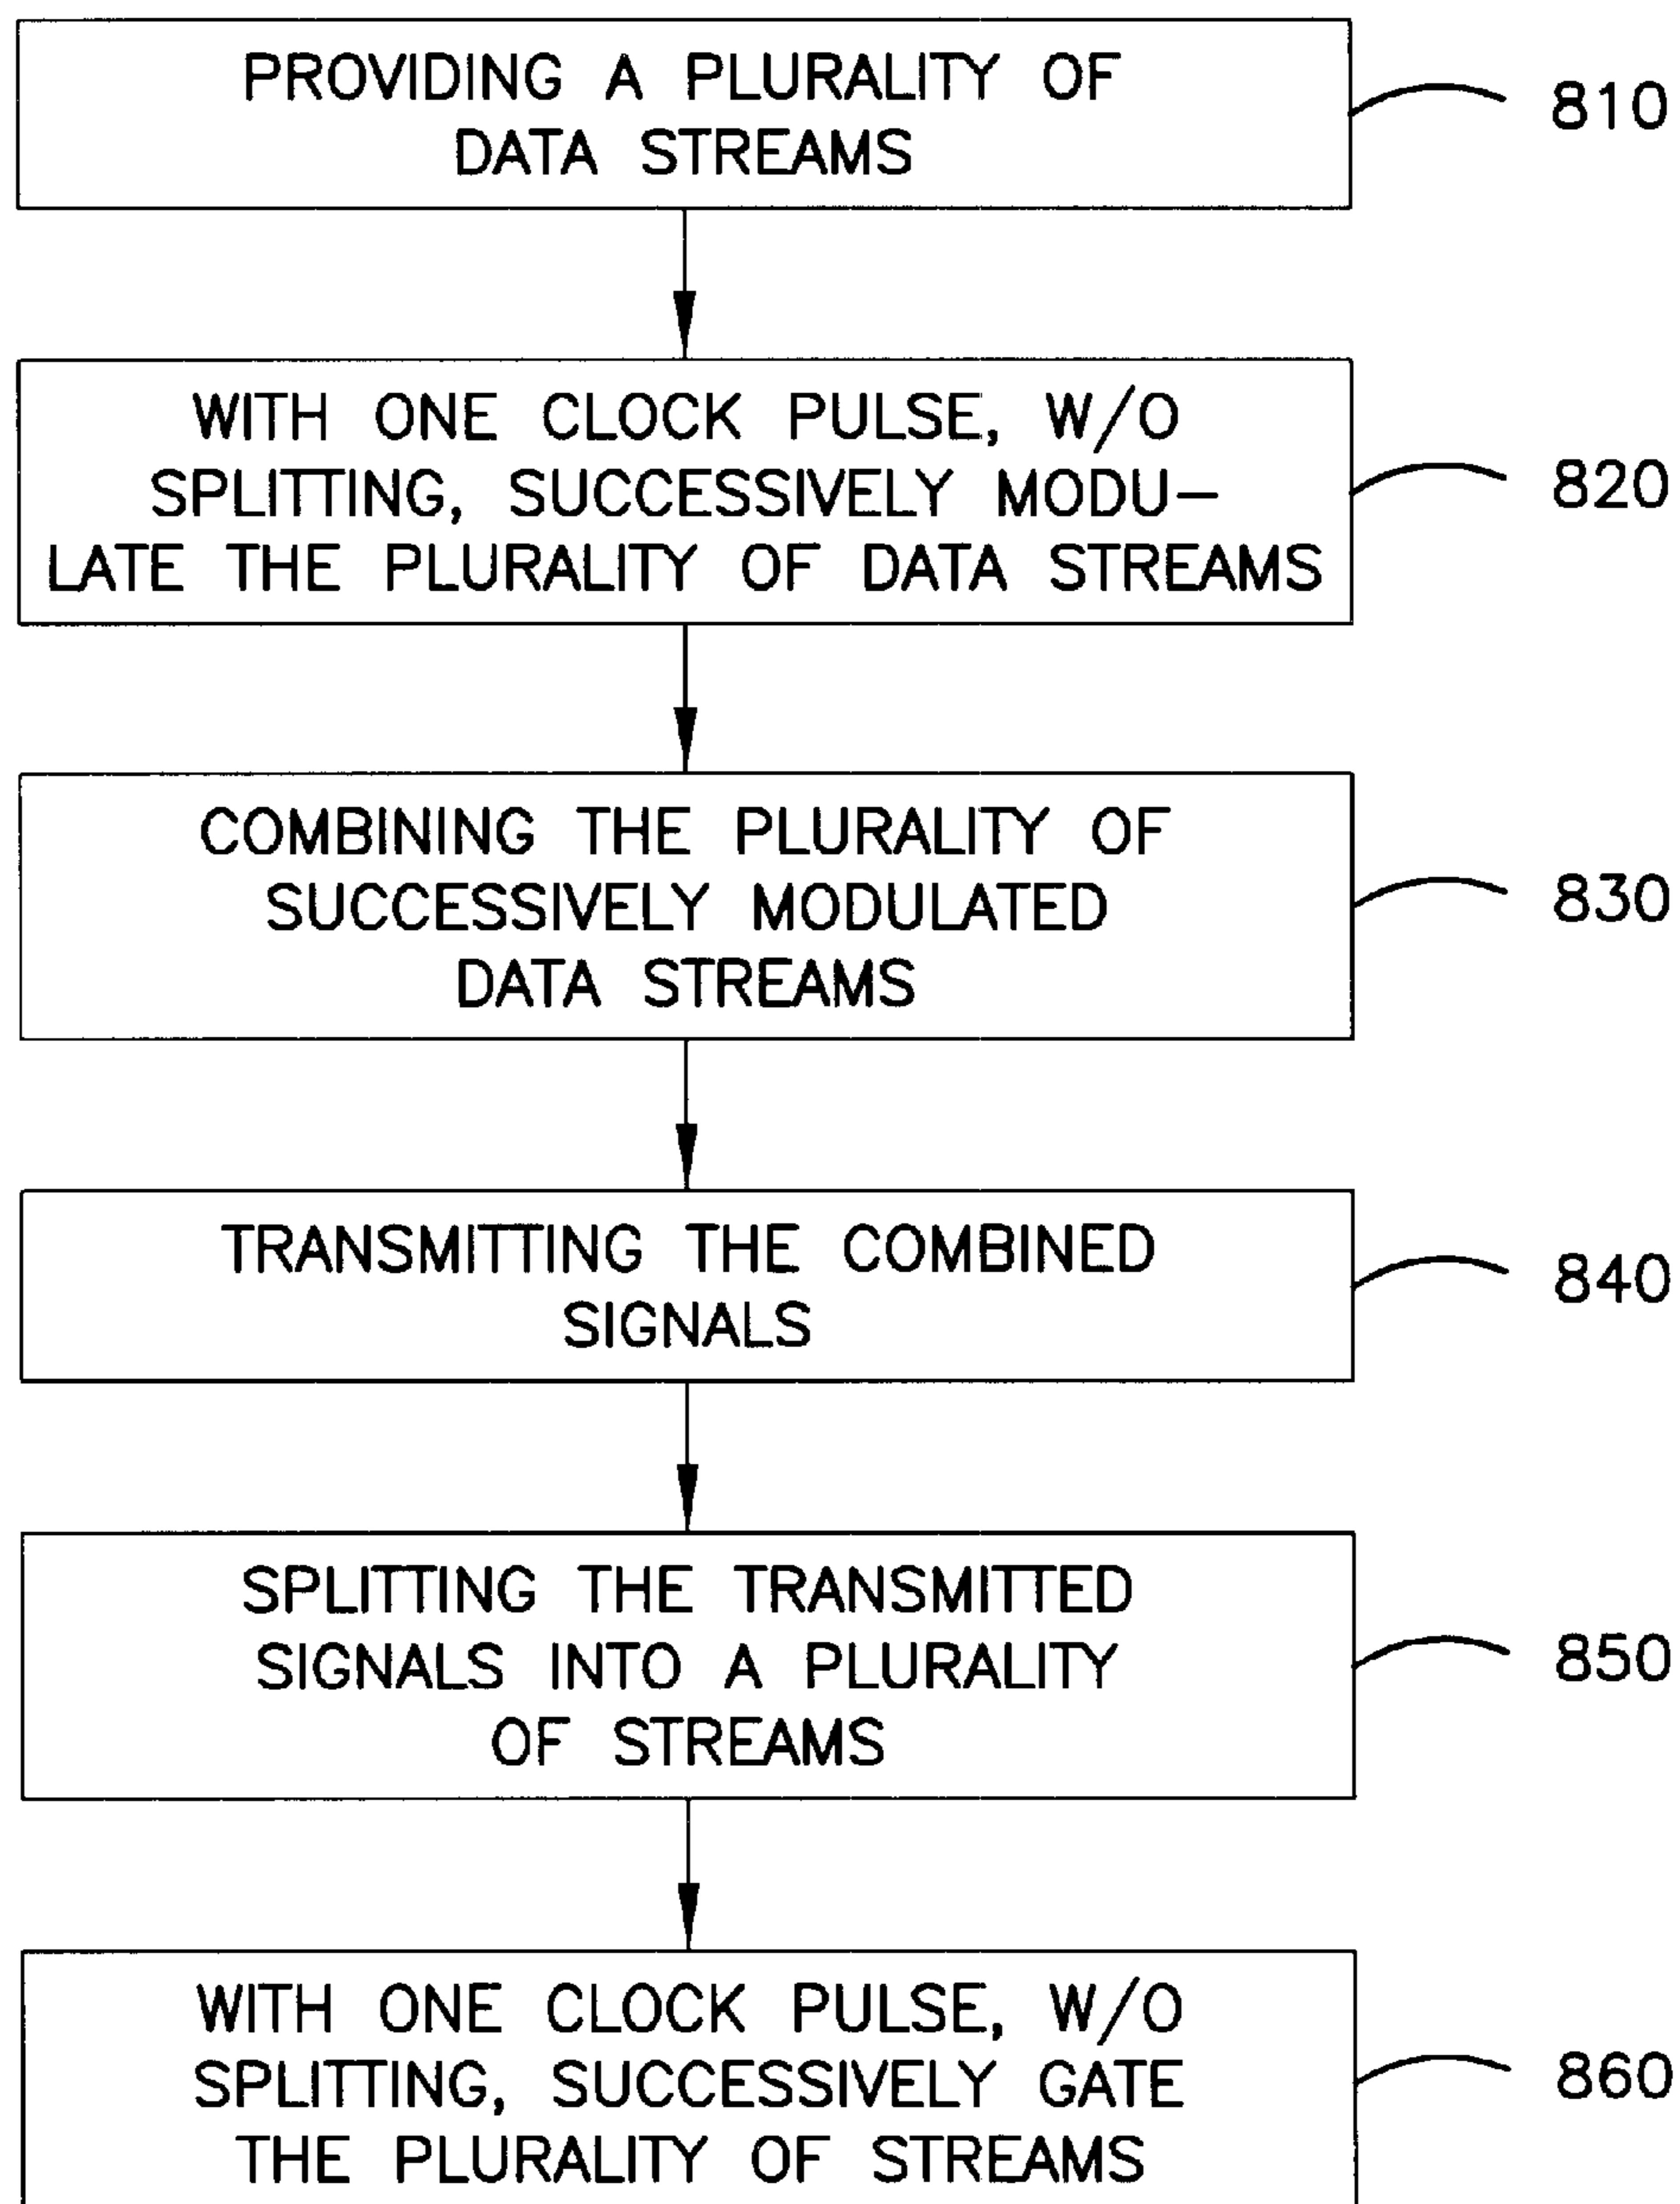 PROVIDING A PLURALITY OF
DATA STREAMS
810
WITH ONE CLOCK PULSE, W/O
SPLITTING, SUCCESSIVELY MODU-
LATE THE PLURALITY OF DATA STREAMS
820
COMBINING THE PLURALITY OF
SUCCESSIVELY MODULATED
DATA STREAMS
830
TRANSMITTING THE COMBINED
SIGNALS
840
SPLITTING THE TRANSMITTED
SIGNALS INTO A PLURALITY
OF STREAMS
850
WITH ONE CLOCK PULSE, W/O
SPLITTING, SUCCESSIVELY GATE
THE PLURALITY OF STREAMS
860